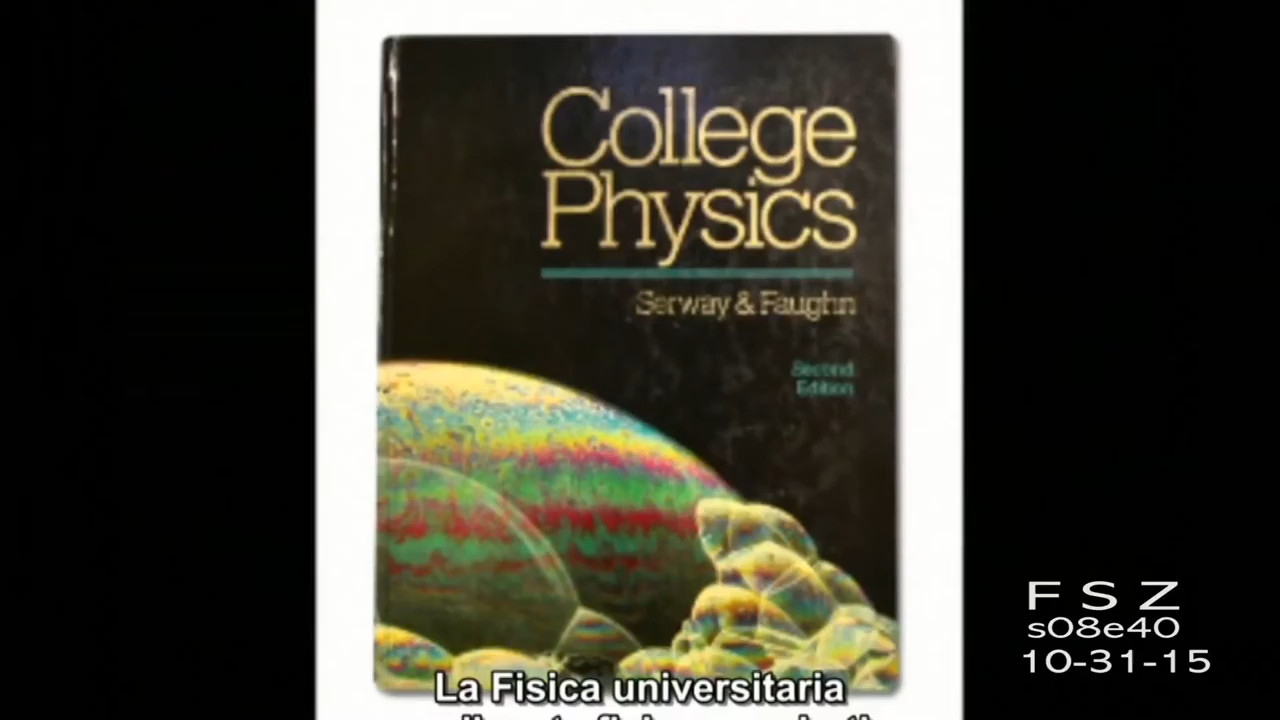 College
Physics
Serway & Faughn
Second
Edition
F S Z
s08e40
10-31-15
La Fisica universitaria